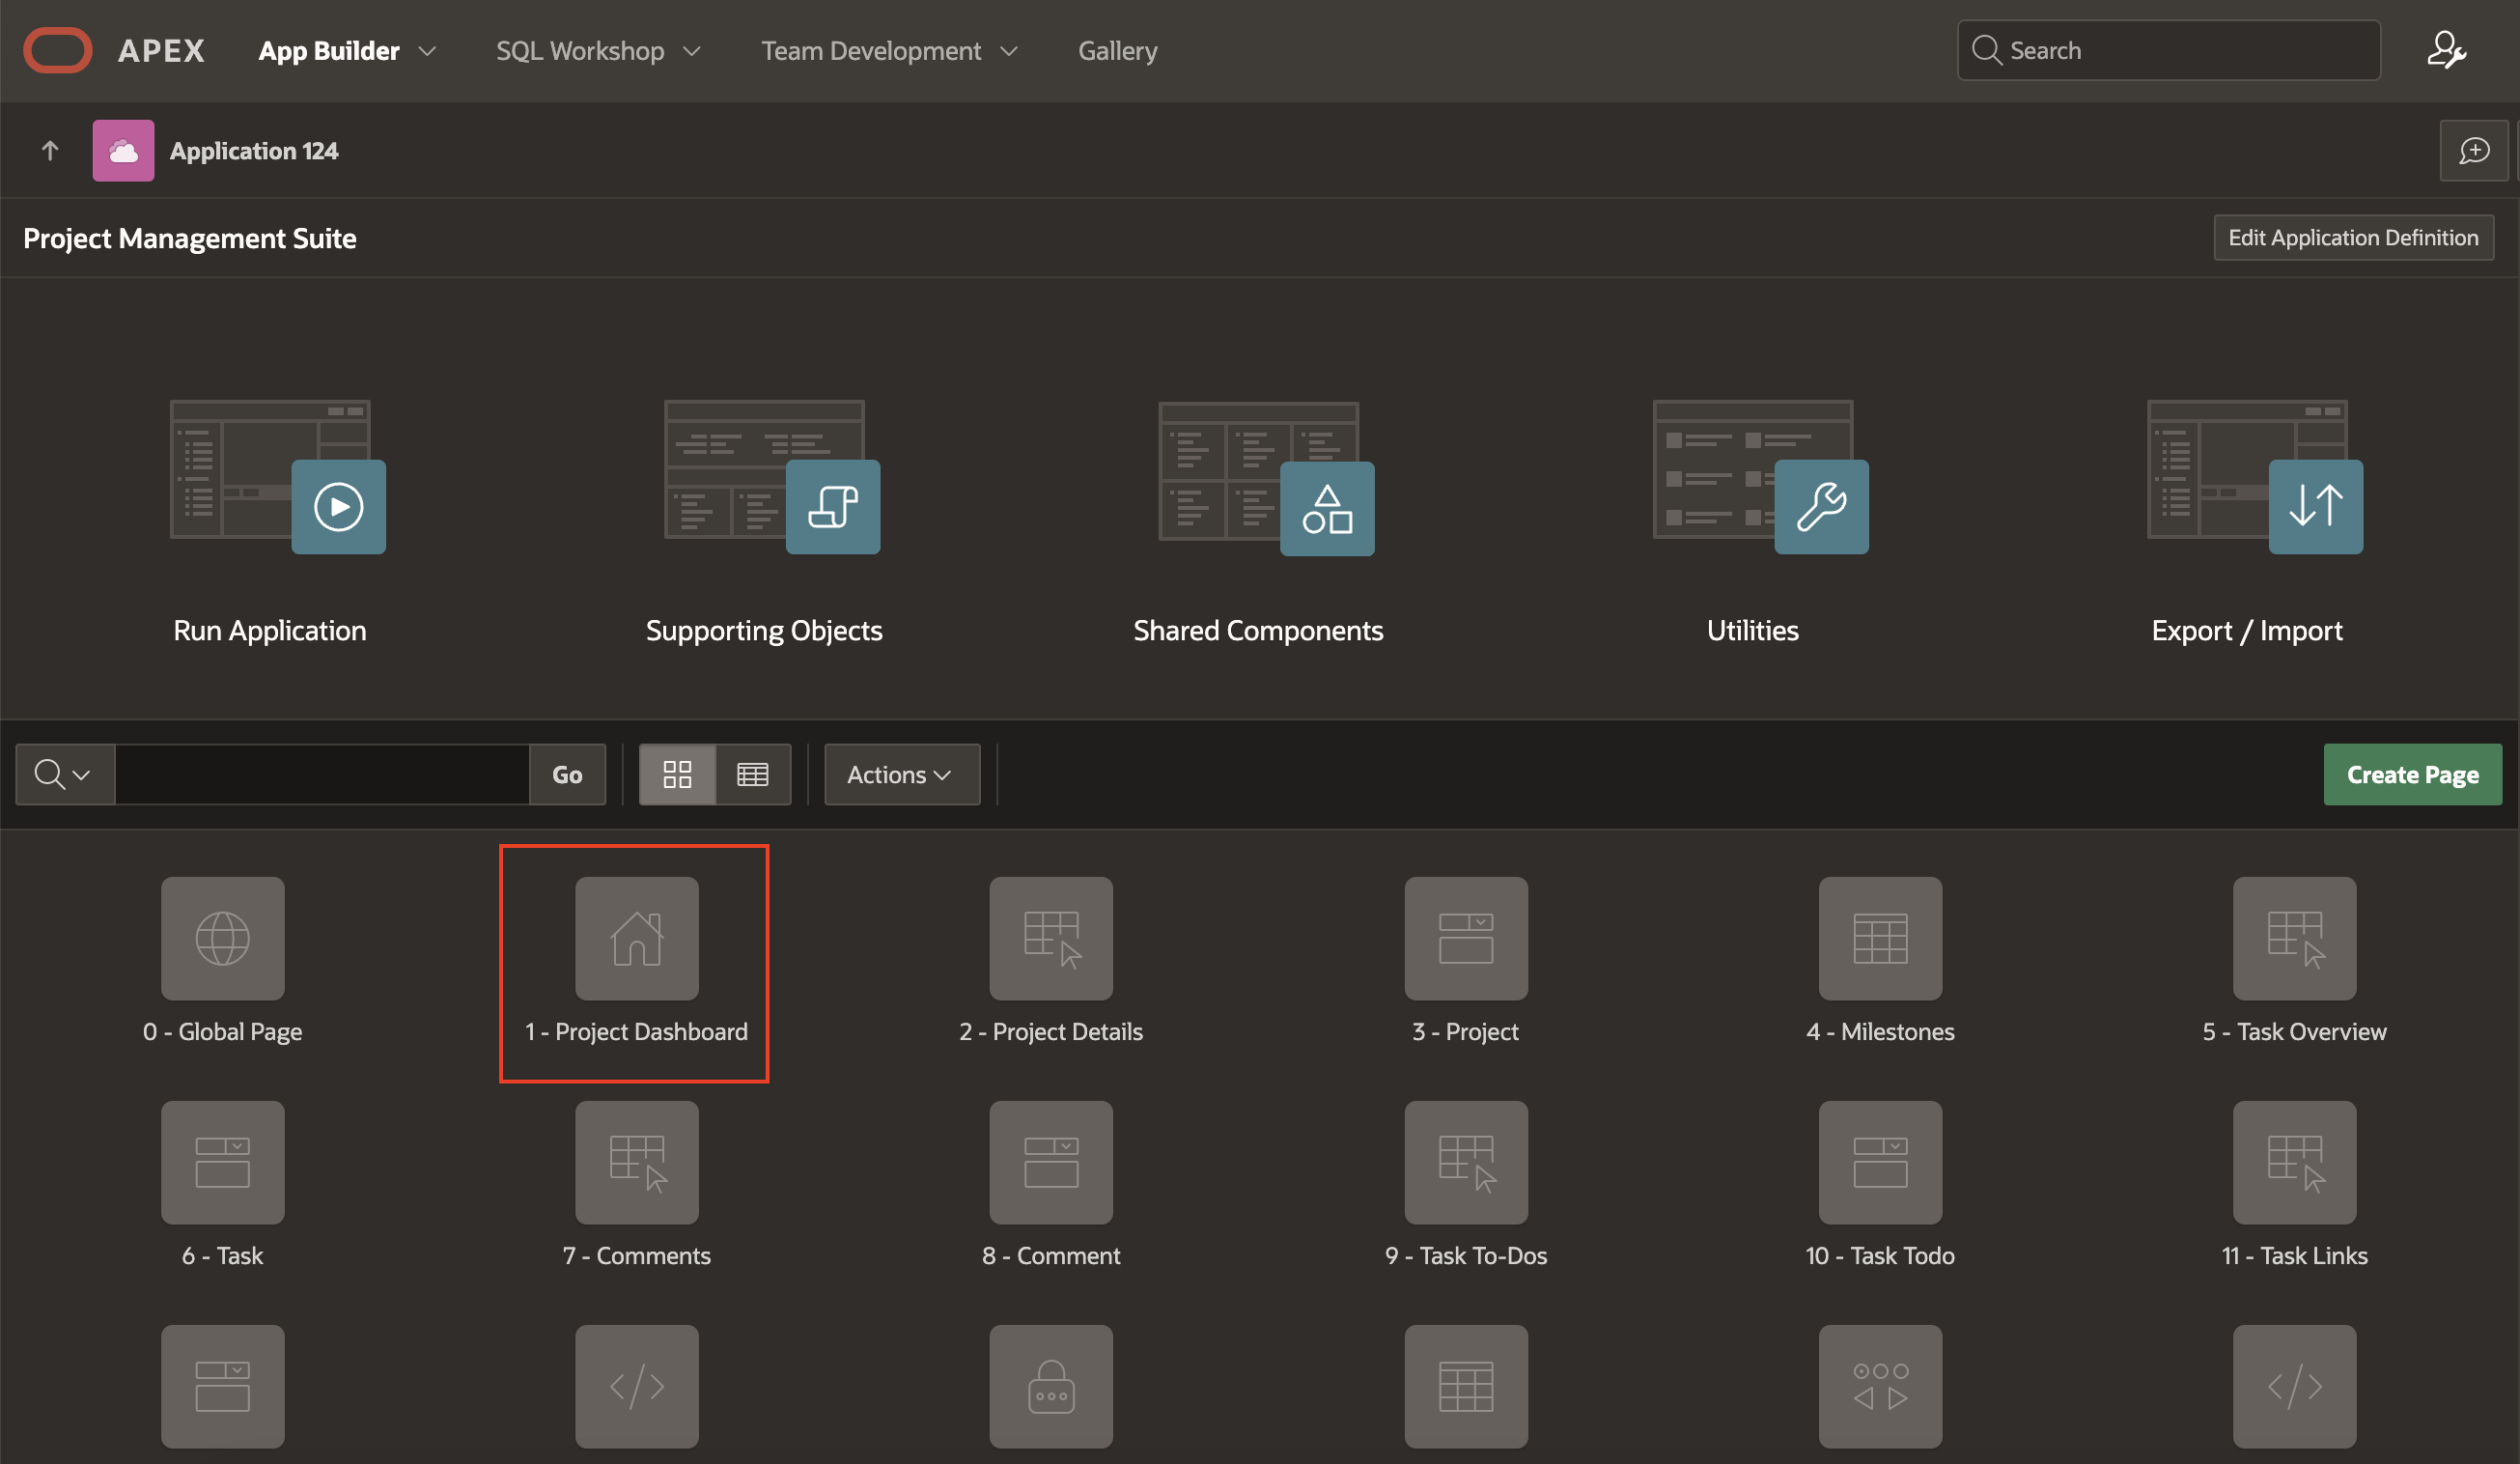 APEX App Builder SQL Workshop Team Development Gallery Search
Application 124
Project Management Suite Edit Application Definition
Run Application Supporting Objects Shared Components Utilities Export / Import
Go Actions Create Page
0 - Global Page 1 - Project Dashboard 2 - Project Details 3 - Project 4 - Milestones 5 - Task Overview
6 - Task 7 - Comments 8 - Comment 9 - Task To-Dos 10 - Task Todo 11 - Task Links